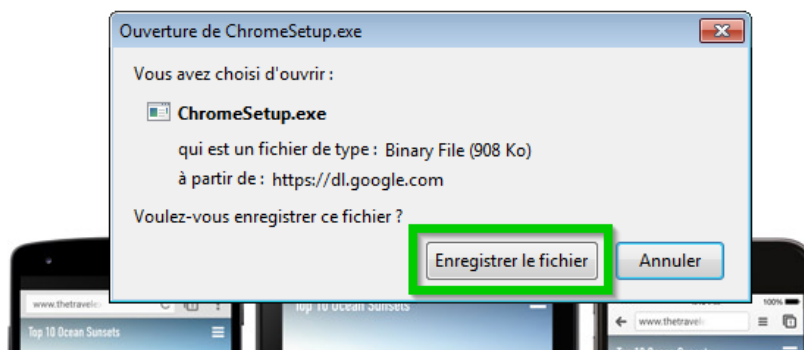 Ouverture de ChromeSetup.exe
Vous avez choisi d'ouvrir :
ChromeSetup.exe
qui est un fichier de type : Binary File (908 Ko)
à partir de : https://dl.google.com
Voulez-vous enregistrer ce fichier ?
Enregistrer le fichier
Annuler
100%
www.thetravele
Top 10 Ocean Sunsets
Top 10 Ocean Sunsets
www.thetravel